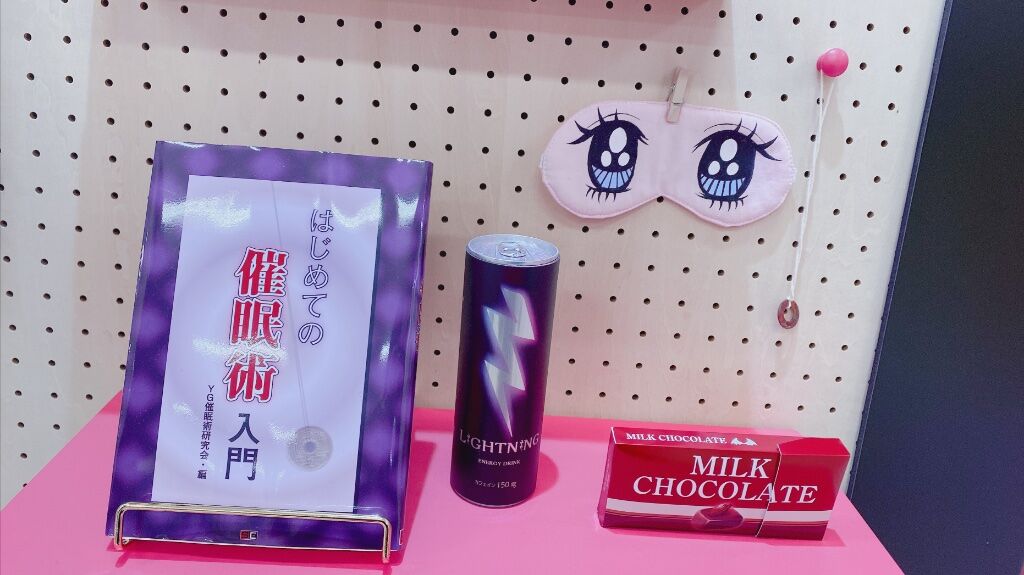 はじめての
催眠術
入門
YG催眠術研究会・編
LIGHTNING
ENERGY DRINK
カフェイン150mg
MILK CHOCOLATE
MILK
CHOCOLATE